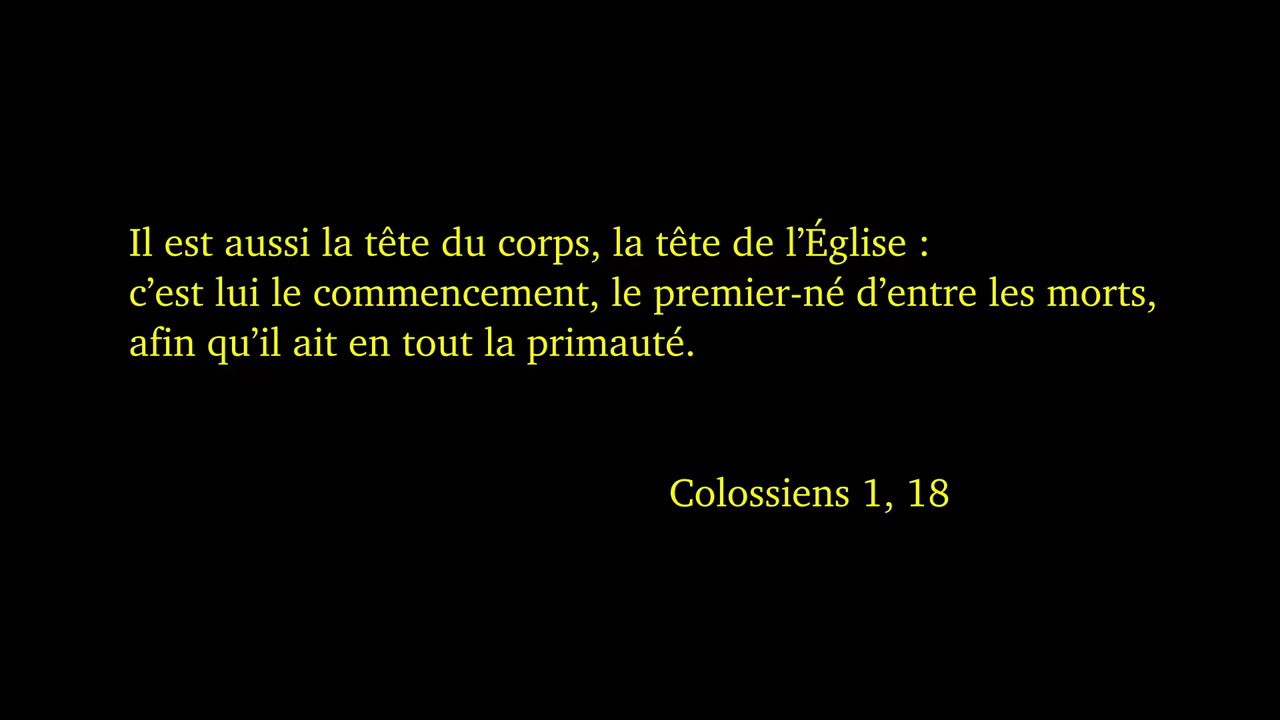 Il est aussi la tête du corps, la tête de l’Église :
c’est lui le commencement, le premier-né d’entre les morts,
afin qu’il ait en tout la primauté.
Colossiens 1, 18